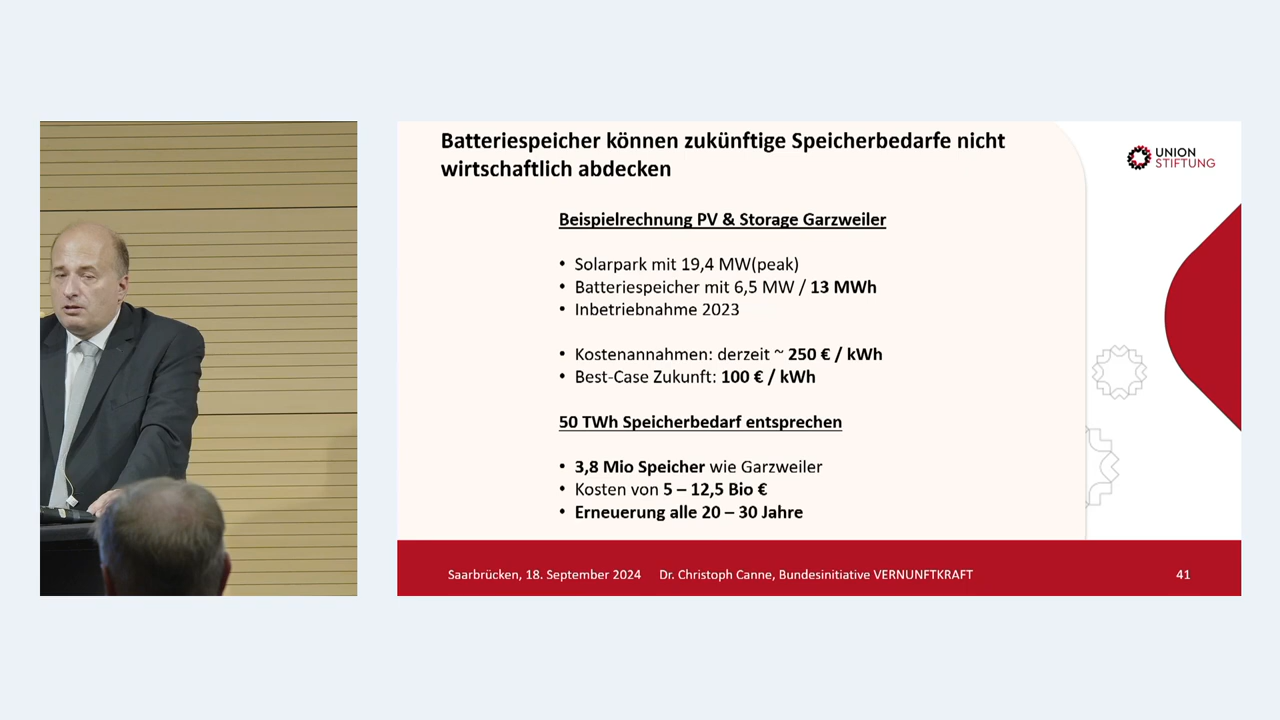 Batteriespeicher können zukünftige Speicherbedarfe nicht
wirtschaftlich abdecken
UNION
STIFTUNG
Beispielrechnung PV & Storage Garzweiler
• Solarpark mit 19,4 MW(peak)
• Batteriespeicher mit 6,5 MW / 13 MWh
• Inbetriebnahme 2023
• Kostenannahmen: derzeit ~ 250 € / kWh
• Best-Case Zukunft: 100 € / kWh
50 TWh Speicherbedarf entsprechen
• 3,8 Mio Speicher wie Garzweiler
• Kosten von 5 – 12,5 Bio €
• Erneuerung alle 20 – 30 Jahre
Saarbrücken, 18. September 2024 Dr. Christoph Canne, Bundesinitiative VERNUNFTKRAFT 41